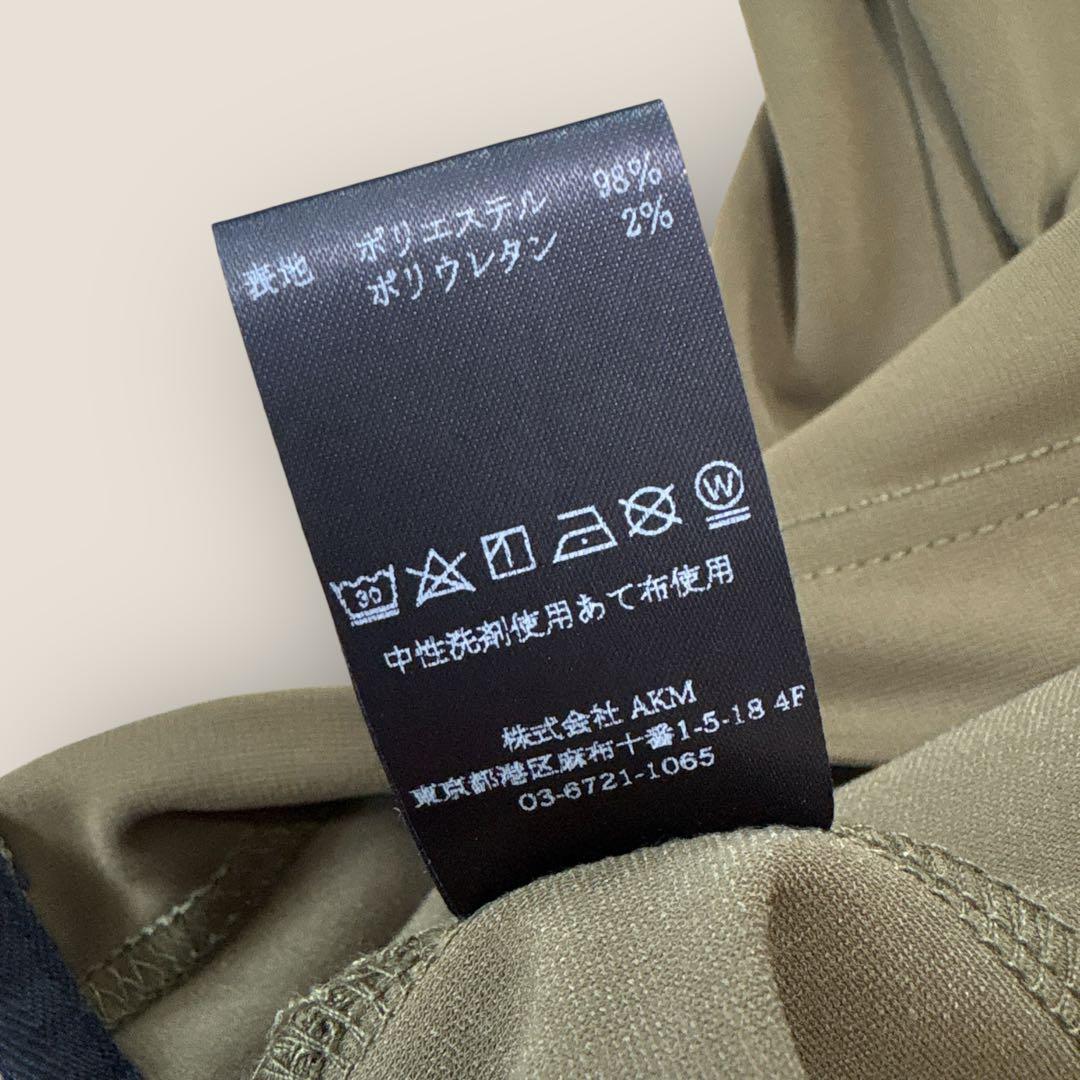 表地 ポリエステル 98%
ポリウレタン 2%
30
W
中性洗剤使用あて布使用
株式会社 AKM
東京都港区麻布十番1-5-18 4F
03-6721-1065